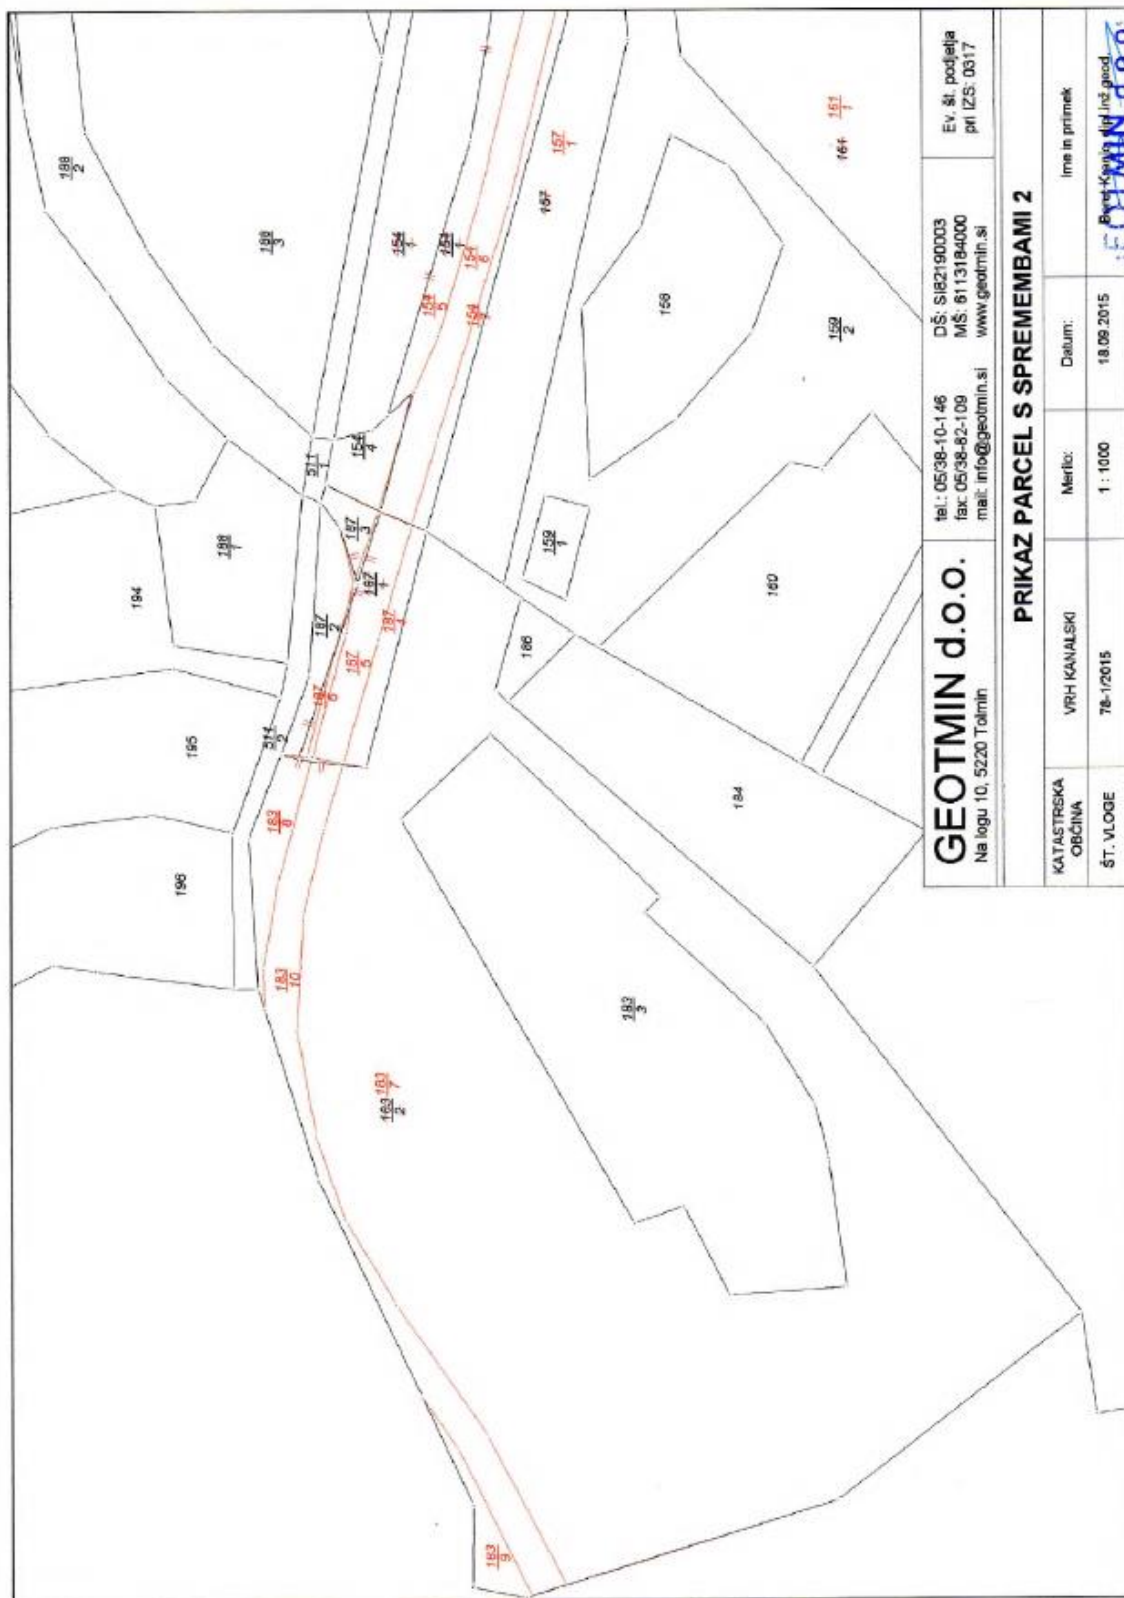 188/2
188/3
154/1
154/1
154/5
154/6
154/7
157/1
157
161/1
161
158
159/2
511/1
154/4
194
188/1
187/3
187/1
187/2
187/4
187/5
187/6
159/1
160
186
195
511/2
183/8
184
196
183/10
183/3
183/7
183/2
183/9
GEOTMIN d.o.o.
Na logu 10, 5220 Tolmin
tel.: 05/38-10-146
fax: 05/38-82-109
mail: info@geotmin.si
DŠ: SI82190003
MŠ: 6113184000
www.geotmin.si
Ev. št. podjetja
pri IZS: 0317
PRIKAZ PARCEL S SPREMEMBAMI 2
KATASTRSKA
OBČINA
VRH KANALSKI
Merilo:
Datum:
Ime in priimek
ŠT. VLOGE
78-1/2015
1 : 1000
18.09.2015
dipl.inž.geod.